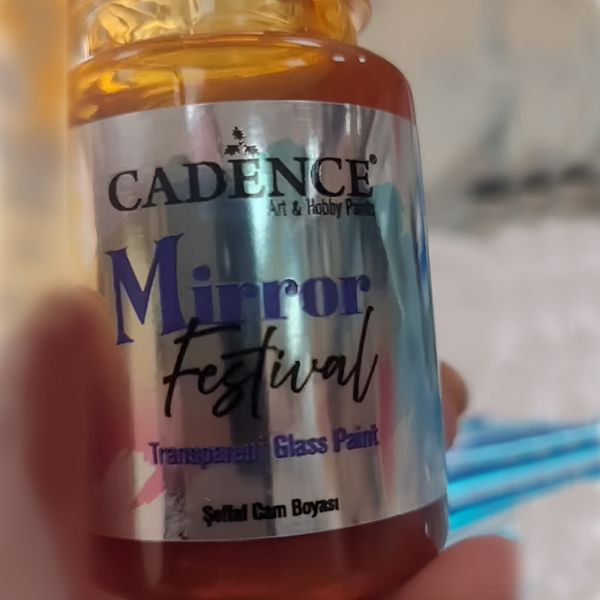 CADENCE®
Art & Hobby Paints
Mirror
Festival
Transparent Glass Paint
Şeffaf Cam Boyası